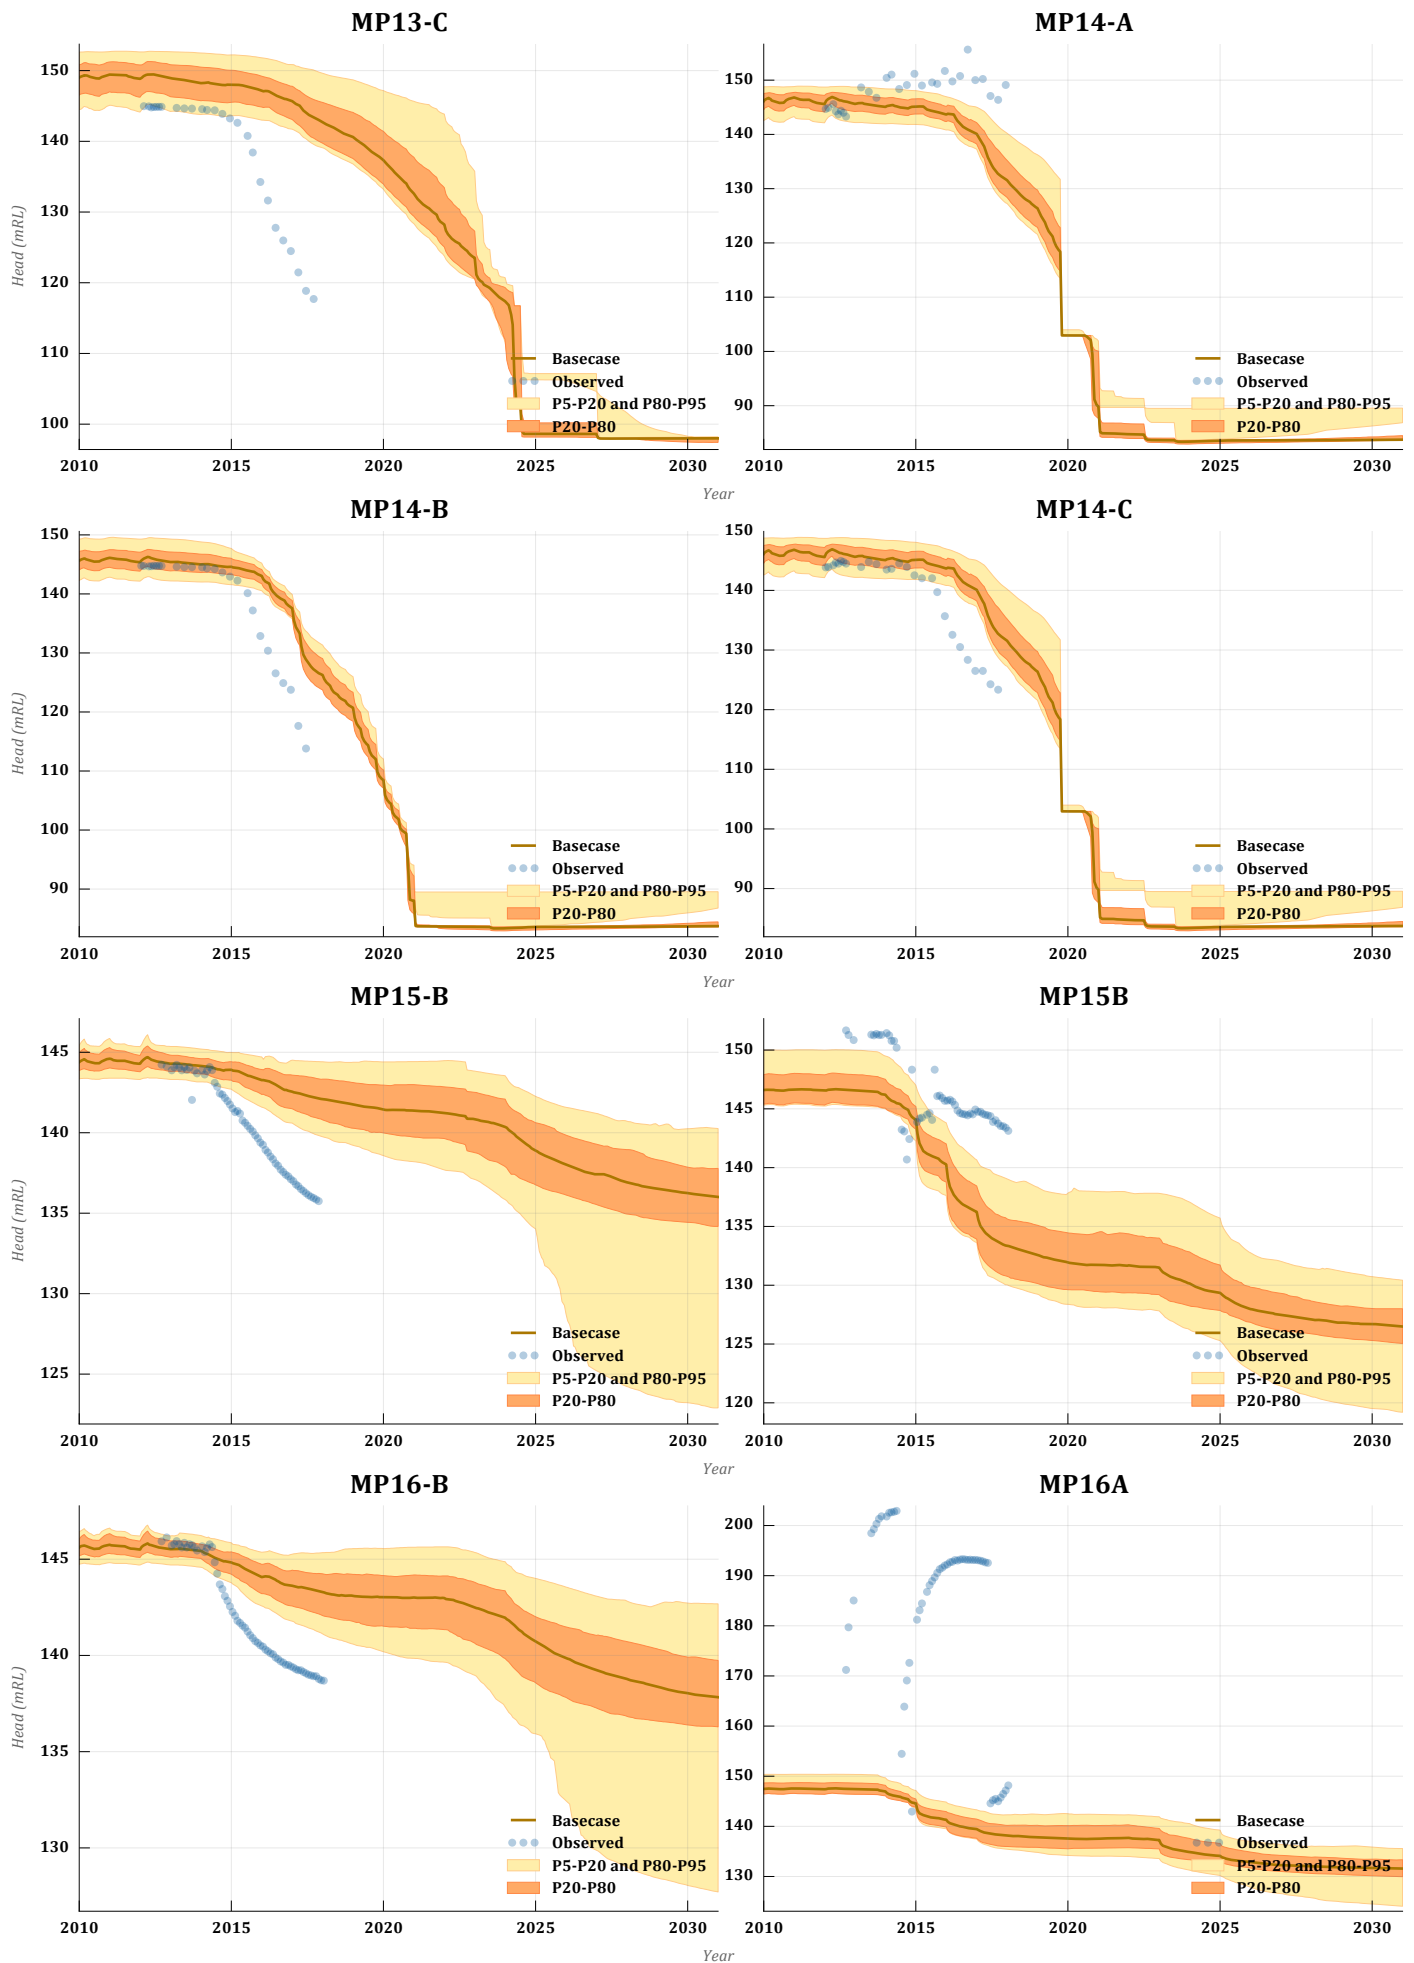 MP13-C
MP14-A
Head (mRL)
150
140
130
120
110
100
2010
2015
2020
2025
2030
Basecase
Observed
P5-P20 and P80-P95
P20-P80
150
140
130
120
110
100
90
2010
2015
2020
2025
2030
Basecase
Observed
P5-P20 and P80-P95
P20-P80
Year
MP14-B
MP14-C
Head (mRL)
150
140
130
120
110
100
90
2010
2015
2020
2025
2030
Basecase
Observed
P5-P20 and P80-P95
P20-P80
150
140
130
120
110
100
90
2010
2015
2020
2025
2030
Basecase
Observed
P5-P20 and P80-P95
P20-P80
Year
MP15-B
MP15B
Head (mRL)
145
140
135
130
125
2010
2015
2020
2025
2030
Basecase
Observed
P5-P20 and P80-P95
P20-P80
150
145
140
135
130
125
120
2010
2015
2020
2025
2030
Basecase
Observed
P5-P20 and P80-P95
P20-P80
Year
MP16-B
MP16A
Head (mRL)
145
140
135
130
2010
2015
2020
2025
2030
Basecase
Observed
P5-P20 and P80-P95
P20-P80
200
190
180
170
160
150
140
130
2010
2015
2020
2025
2030
Basecase
Observed
P5-P20 and P80-P95
P20-P80
Year